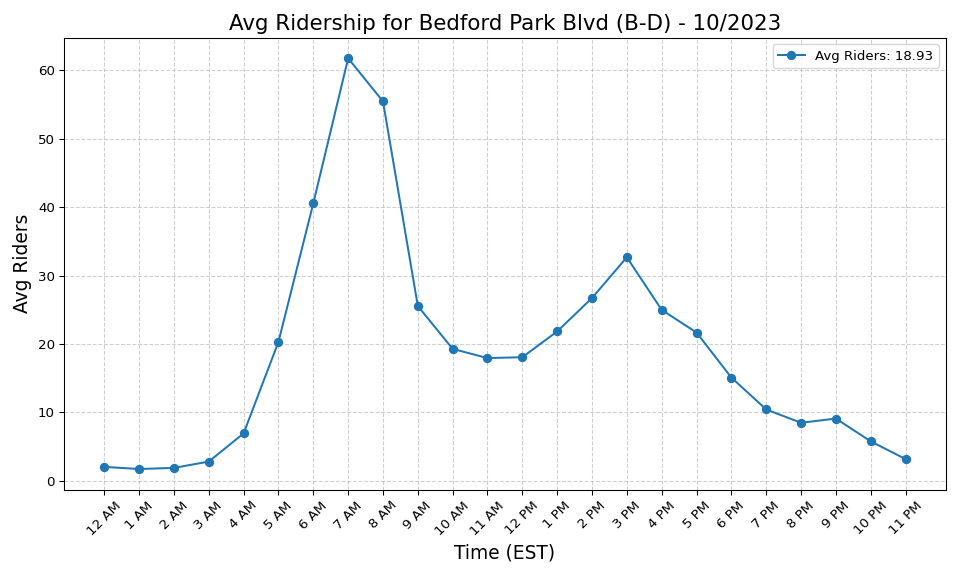 Avg Ridership for Bedford Park Blvd (B-D) - 10/2023
Avg Riders: 18.93
60
50
40
30
20
10
0
Avg Riders
12 AM
1 AM
2 AM
3 AM
4 AM
5 AM
6 AM
7 AM
8 AM
9 AM
10 AM
11 AM
12 PM
1 PM
2 PM
3 PM
4 PM
5 PM
6 PM
7 PM
8 PM
9 PM
10 PM
11 PM
Time (EST)